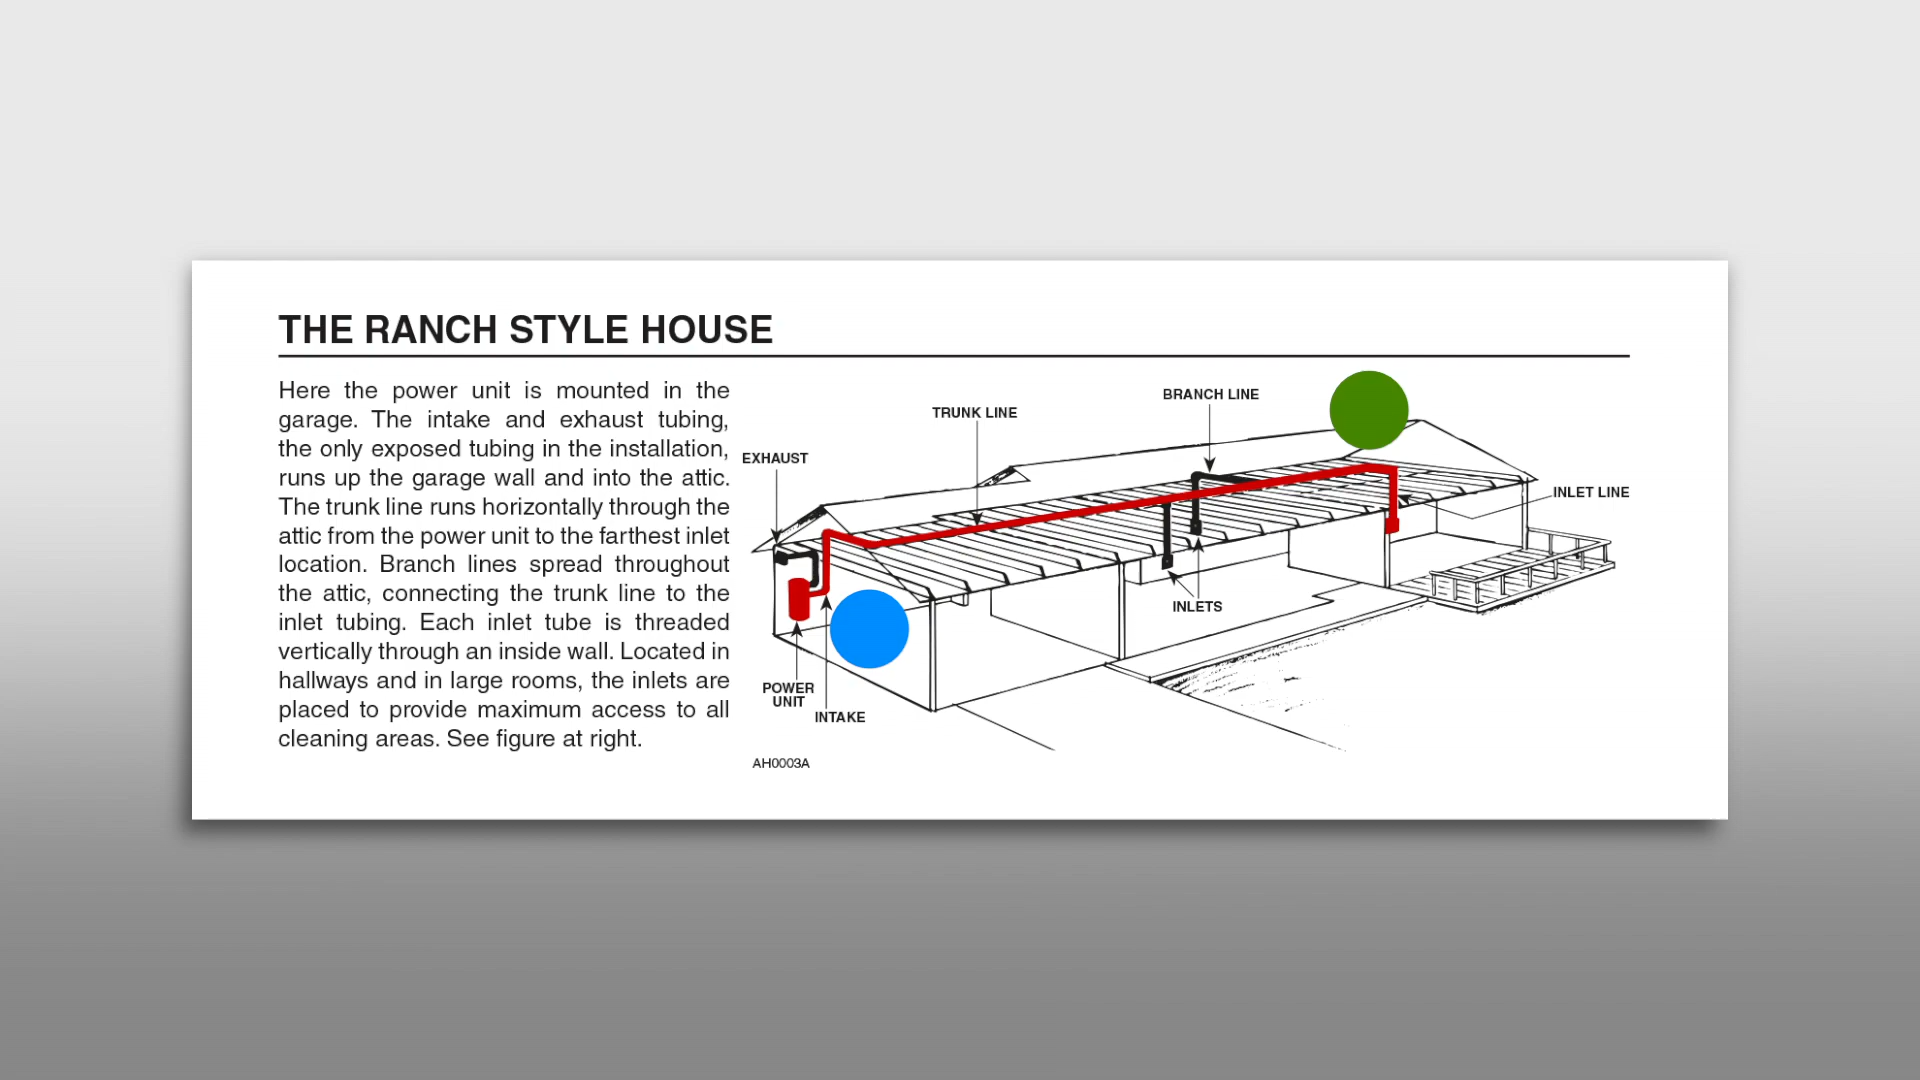 THE RANCH STYLE HOUSE
Here the power unit is mounted in the
garage. The intake and exhaust tubing,
the only exposed tubing in the installation,
runs up the garage wall and into the attic.
The trunk line runs horizontally through the
attic from the power unit to the farthest inlet
location. Branch lines spread throughout
the attic, connecting the trunk line to the
inlet tubing. Each inlet tube is threaded
vertically through an inside wall. Located in
hallways and in large rooms, the inlets are
placed to provide maximum access to all
cleaning areas. See figure at right.
BRANCH LINE
TRUNK LINE
EXHAUST
INLET LINE
INLETS
POWER
UNIT
INTAKE
AH0003A